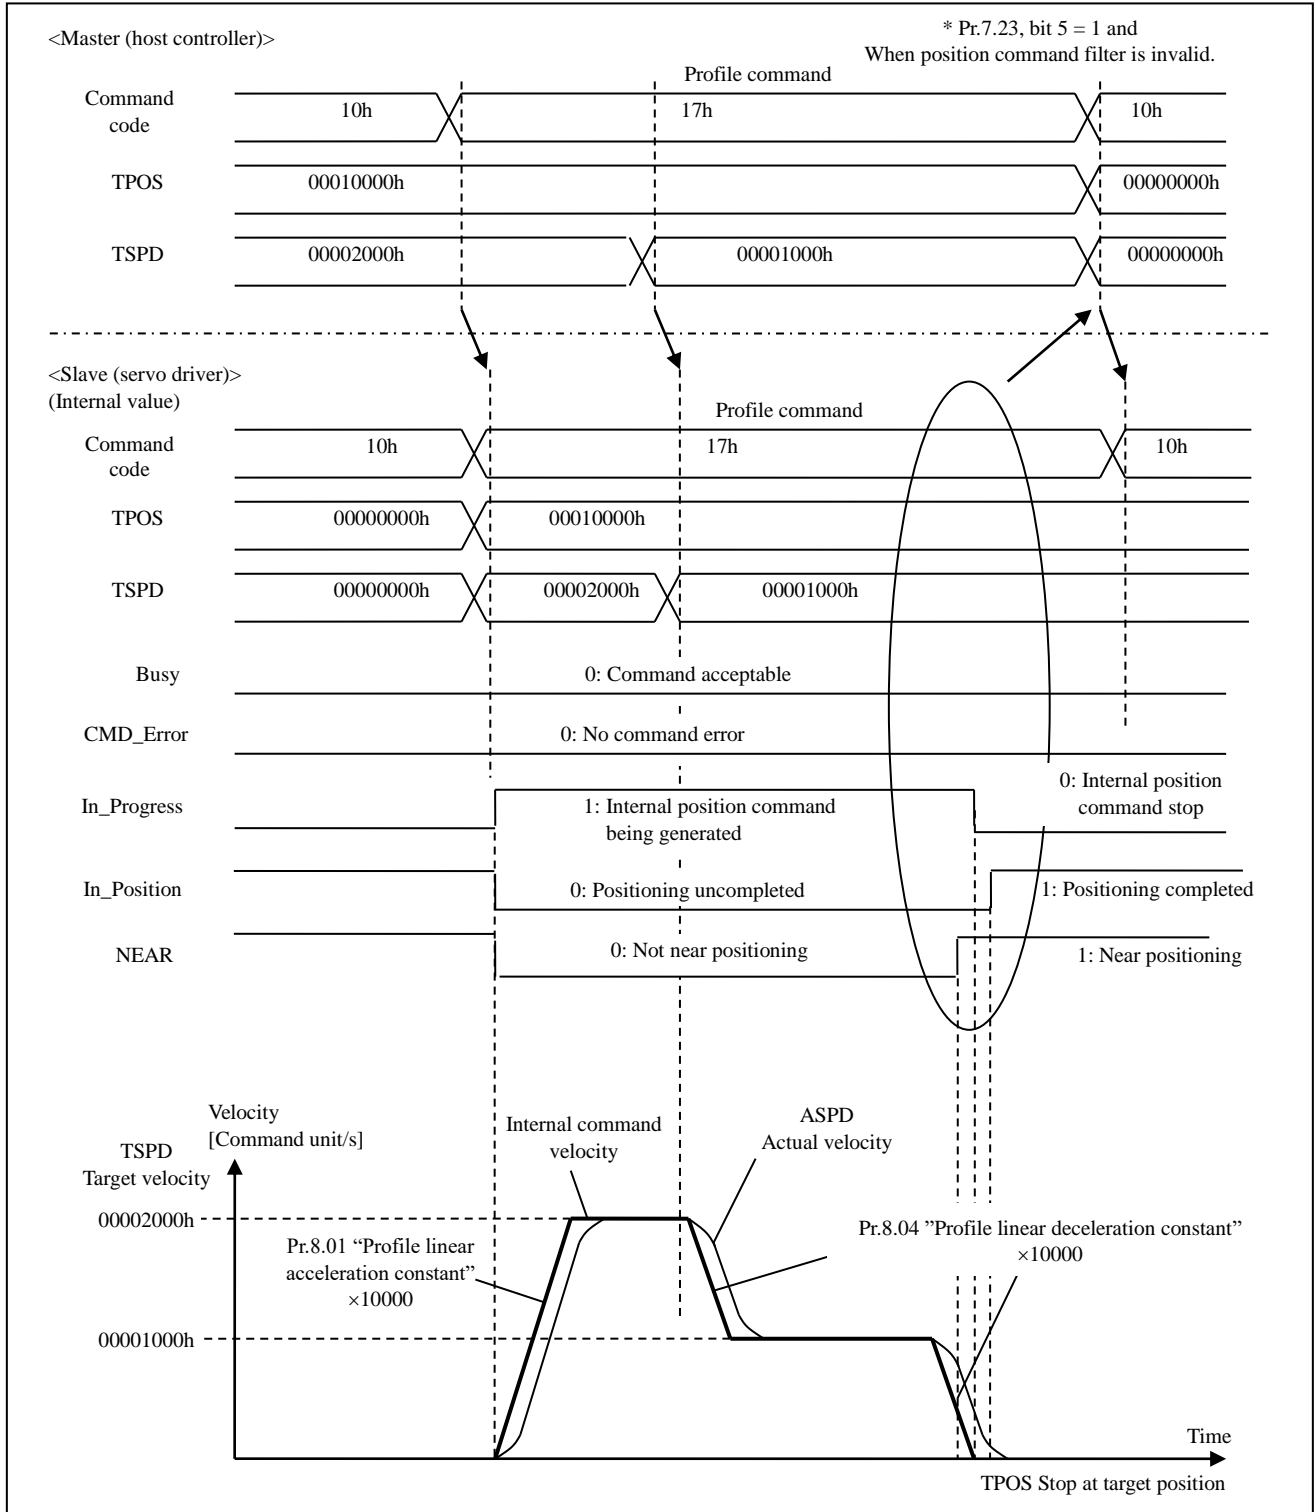 <Master (host controller)>
* Pr.7.23, bit 5 = 1 and
When position command filter is invalid.
Profile command
Command
code
10h
17h
10h
TPOS
00010000h
00000000h
TSPD
00002000h
00001000h
00000000h
<Slave (servo driver)>
(Internal value)
Profile command
Command
code
10h
17h
10h
TPOS
00000000h
00010000h
TSPD
00000000h
00002000h
00001000h
Busy
0: Command acceptable
CMD_Error
0: No command error
In_Progress
1: Internal position command
being generated
0: Internal position
command stop
In_Position
0: Positioning uncompleted
1: Positioning completed
NEAR
0: Not near positioning
1: Near positioning
Velocity
[Command unit/s]
TSPD
Target velocity
Internal command
velocity
ASPD
Actual velocity
00002000h
Pr.8.01 “Profile linear
acceleration constant”
×10000
Pr.8.04 ”Profile linear deceleration constant”
×10000
00001000h
Time
TPOS Stop at target position